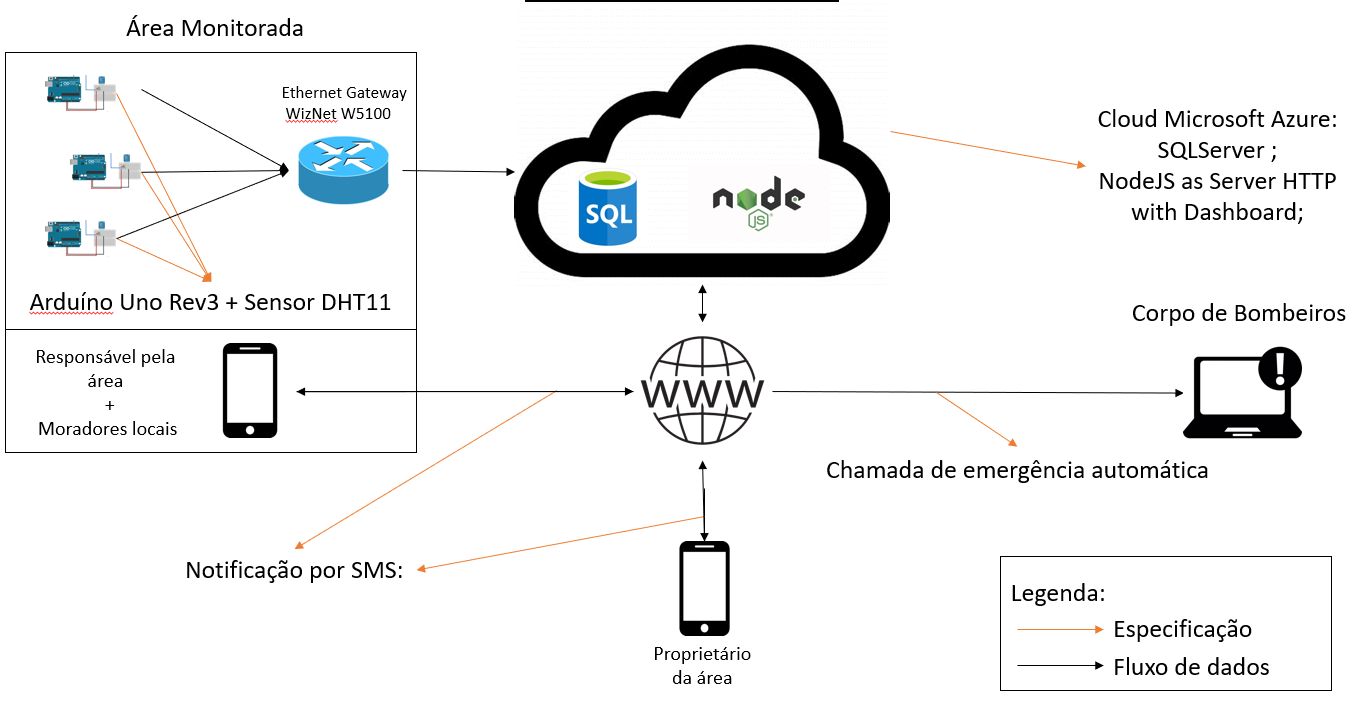 Área Monitorada
Ethernet Gateway
WizNet W5100
Arduíno Uno Rev3 + Sensor DHT11
Responsável pela
área
+
Moradores locais
SQL
node
JS
Cloud Microsoft Azure:
SQLServer ;
NodeJS as Server HTTP
with Dashboard;
Corpo de Bombeiros
WWW
!
Chamada de emergência automática
Notificação por SMS:
Proprietário
da área
Legenda:
Especificação
Fluxo de dados